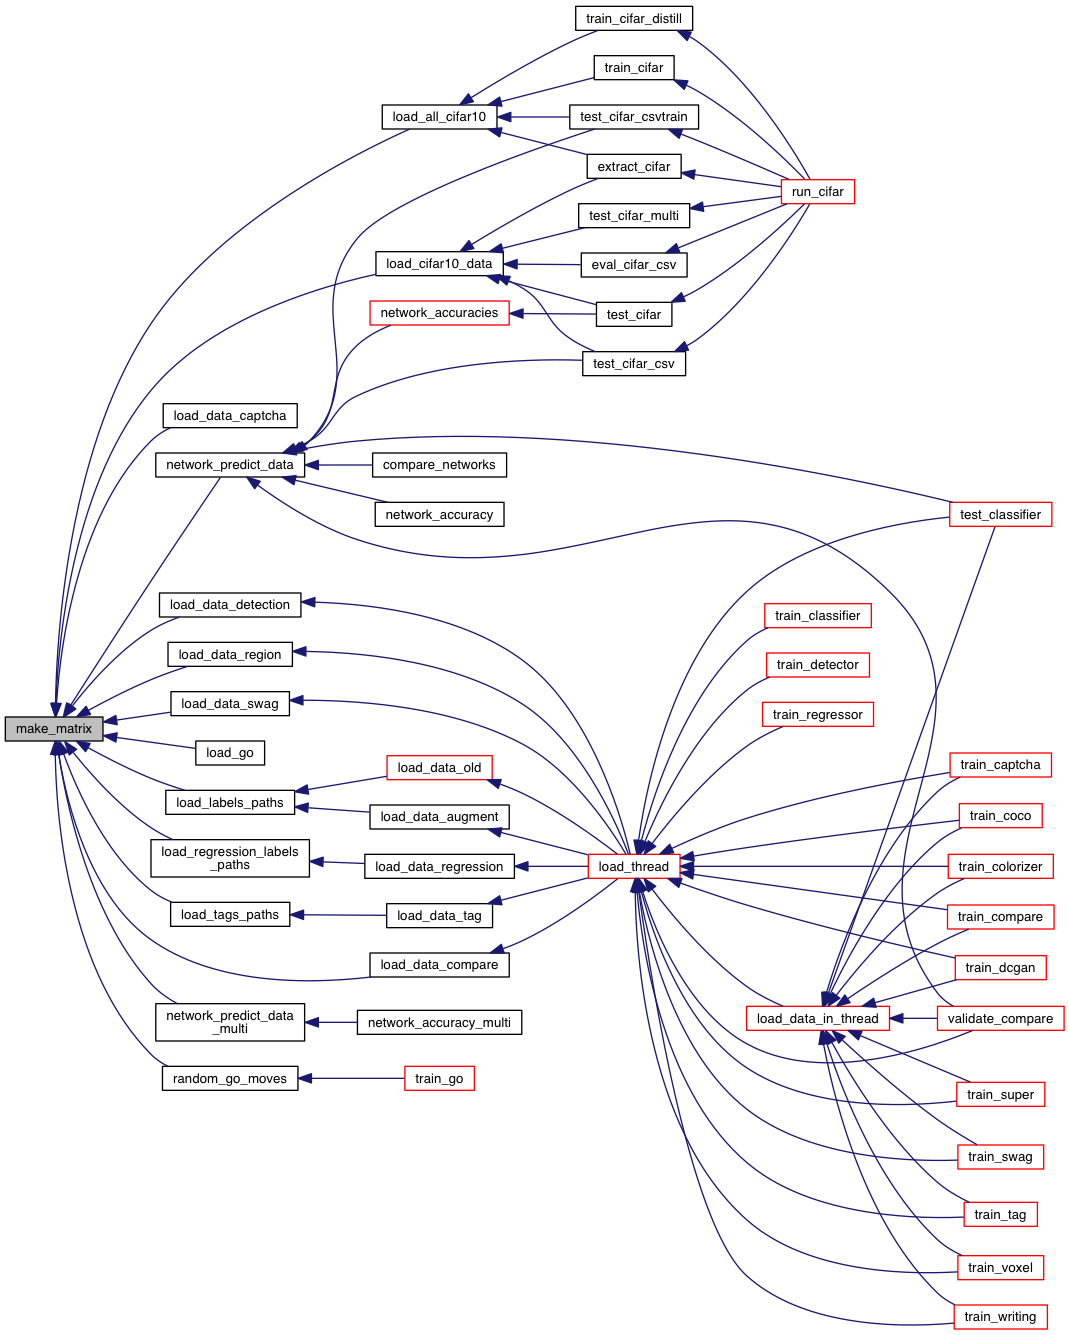 train_cifar_distill
train_cifar
load_all_cifar10
test_cifar_csvtrain
extract_cifar
run_cifar
test_cifar_multi
load_cifar10_data
eval_cifar_csv
network_accuracies
test_cifar
test_cifar_csv
load_data_captcha
network_predict_data
compare_networks
network_accuracy
test_classifier
load_data_detection
train_classifier
load_data_region
train_detector
load_data_swag
train_regressor
make_matrix
load_go
load_data_old
train_captcha
load_labels_paths
load_data_augment
train_coco
load_regression_labels
_paths
load_data_regression
load_thread
train_colorizer
load_tags_paths
load_data_tag
train_compare
load_data_compare
train_dcgan
network_predict_data
_multi
network_accuracy_multi
load_data_in_thread
validate_compare
random_go_moves
train_go
train_super
train_swag
train_tag
train_voxel
train_writing